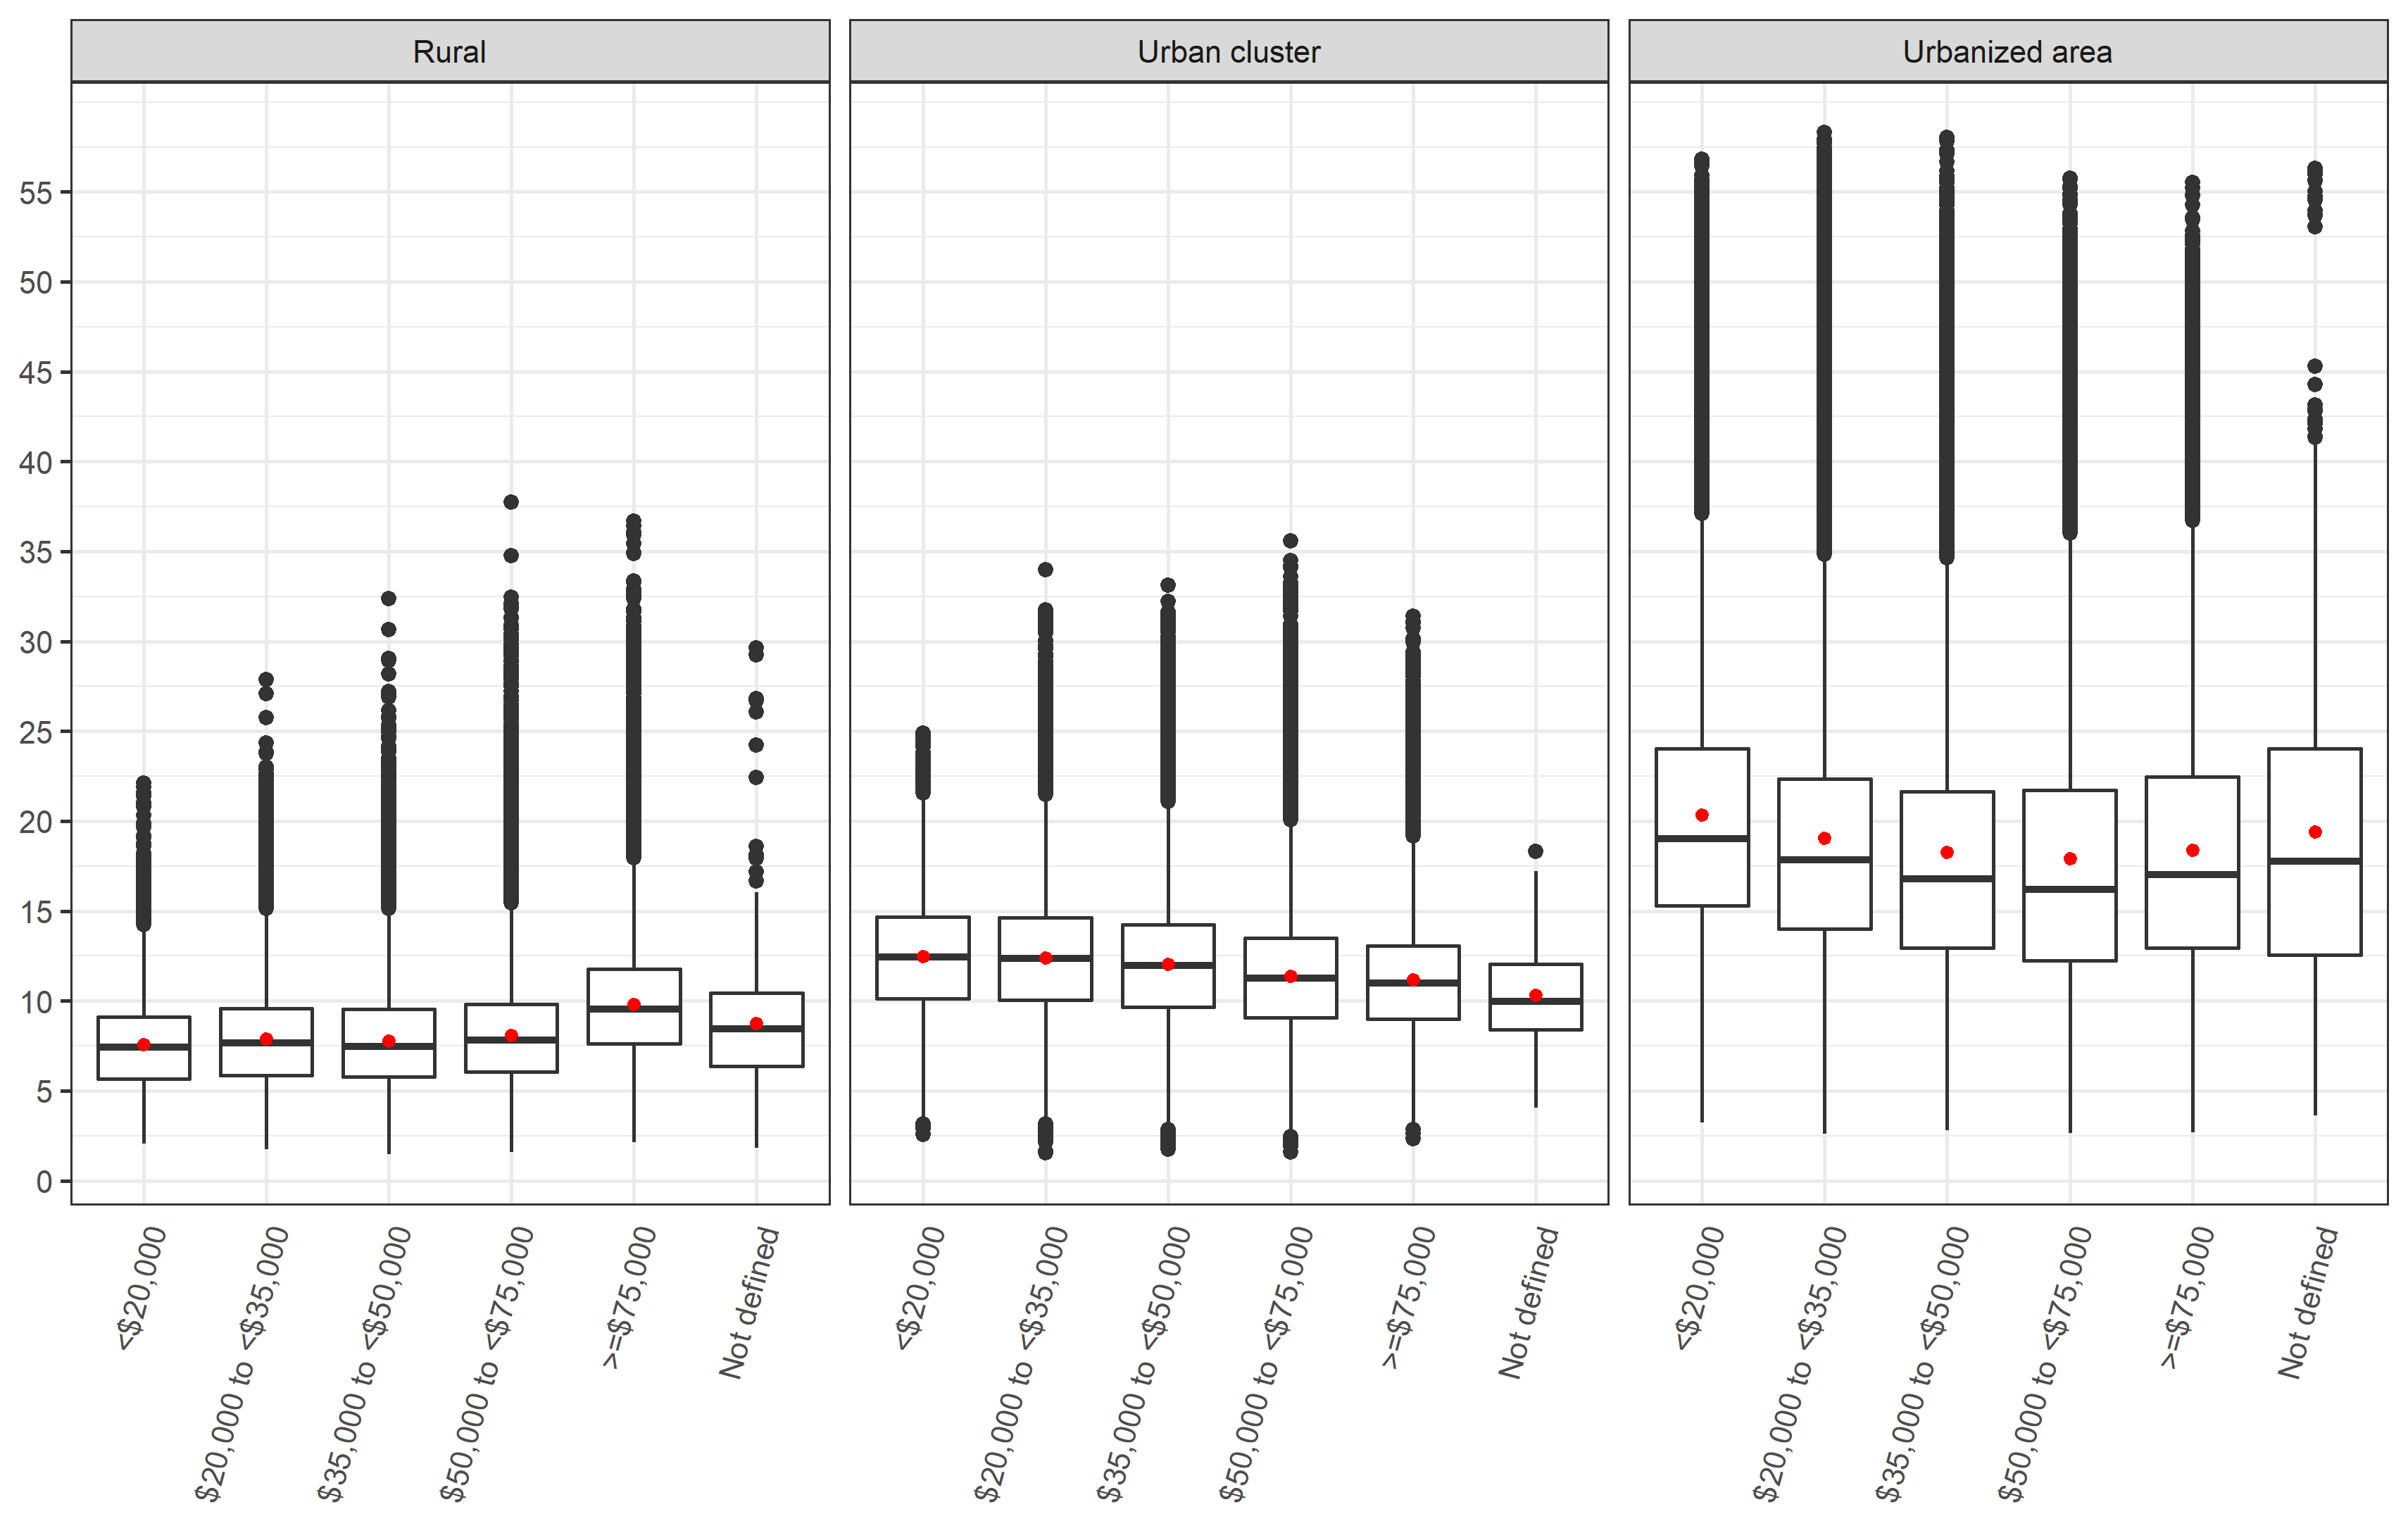 Rural
Urban cluster
Urbanized area
55
50
45
40
35
30
25
20
15
10
5
0
<$20,000
$20,000 to <$35,000
$35,000 to <$50,000
$50,000 to <$75,000
>=$75,000
Not defined
<$20,000
$20,000 to <$35,000
$35,000 to <$50,000
$50,000 to <$75,000
>=$75,000
Not defined
<$20,000
$20,000 to <$35,000
$35,000 to <$50,000
$50,000 to <$75,000
>=$75,000
Not defined